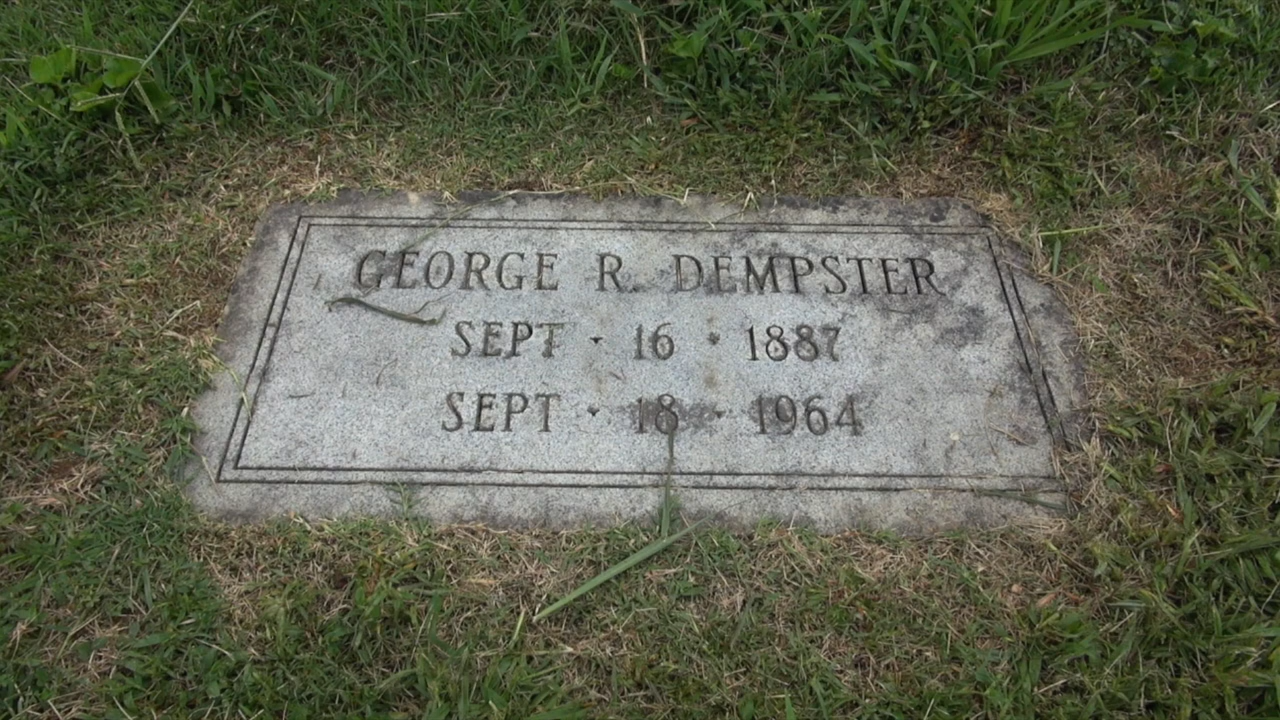 GEORGE R. DEMPSTER
SEPT · 16 · 1887
SEPT · 18 · 1964